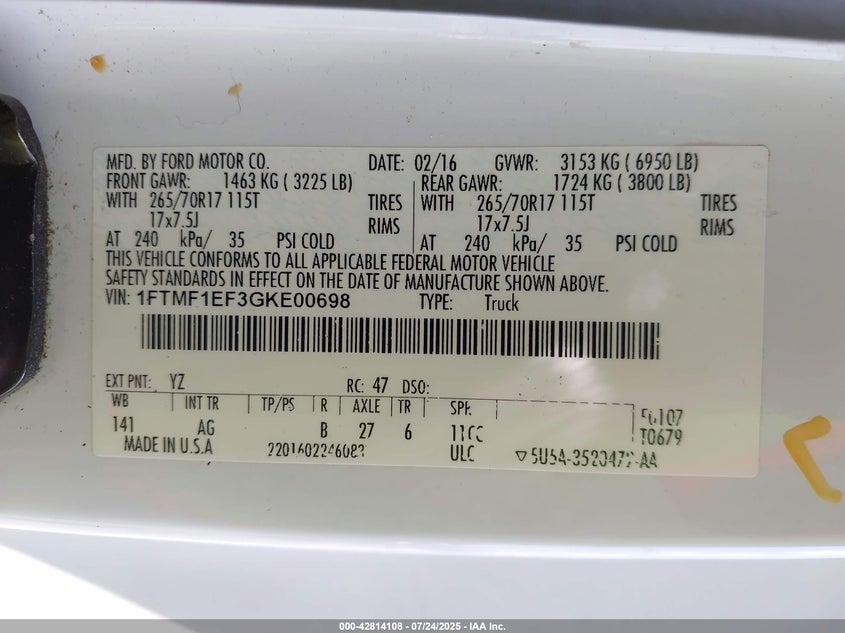 MFD. BY FORD MOTOR CO. DATE: 02/16 GVWR: 3153 KG ( 6950 LB)
FRONT GAWR: 1463 KG ( 3225 LB) REAR GAWR: 1724 KG ( 3800 LB)
WITH 265/70R17 115T TIRES WITH 265/70R17 115T TIRES
17x7.5J RIMS 17x7.5J RIMS
AT 240 kPa/ 35 PSI COLD AT 240 kPa/ 35 PSI COLD
THIS VEHICLE CONFORMS TO ALL APPLICABLE FEDERAL MOTOR VEHICLE
SAFETY STANDARDS IN EFFECT ON THE DATE OF MANUFACTURE SHOWN ABOVE.
VIN: 1FTMF1EF3GKE00698 TYPE: Truck
EXT PNT: YZ RC: 47 DSO:
WB INT TR TP/PS R AXLE TR SPR
141 AG B 27 6
T0679
MADE IN U.S.A ULC
000-42814108 - 07/24/2025 - IAA Inc.